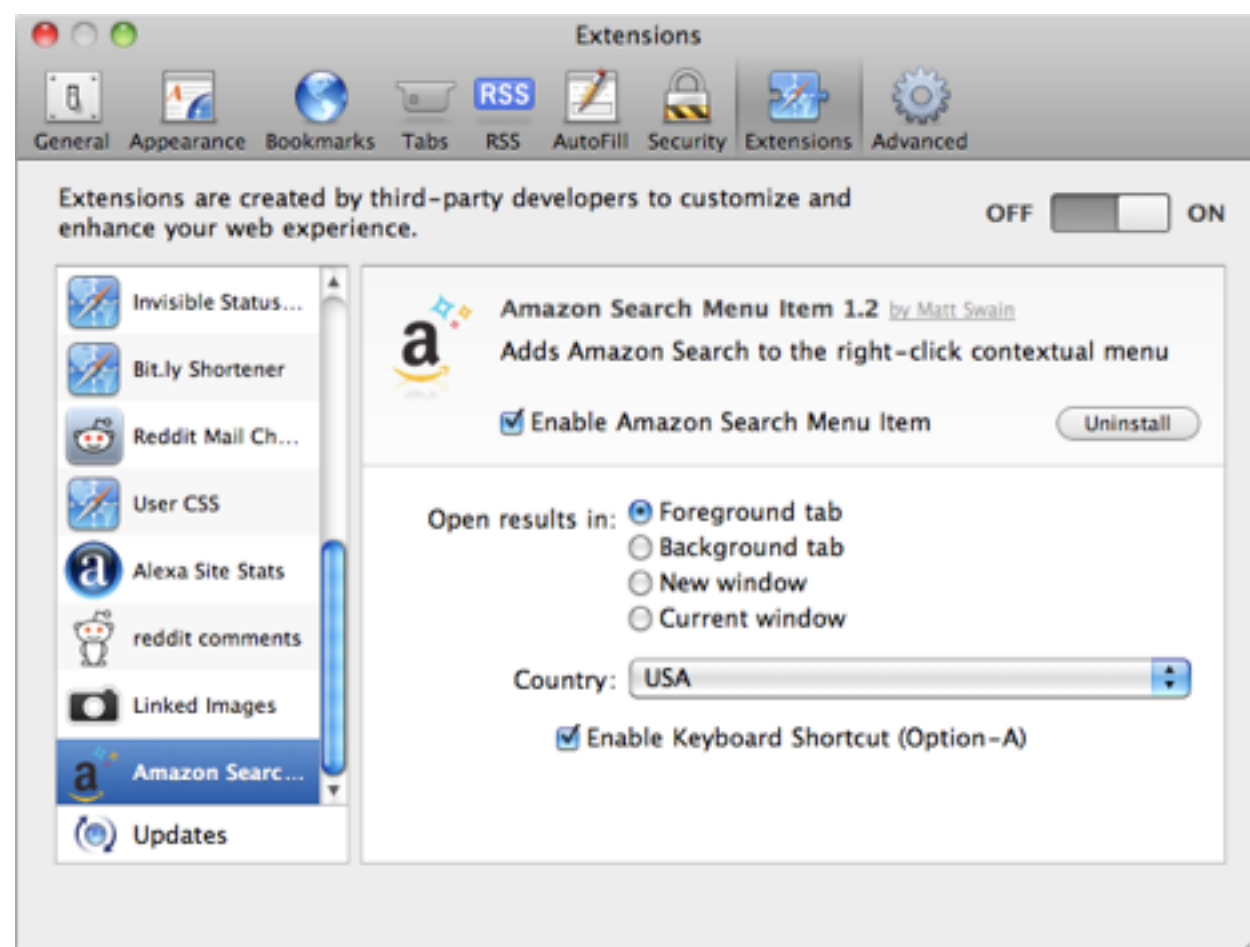 Extensions
RSS
General Appearance Bookmarks Tabs RSS AutoFill Security Extensions Advanced
Extensions are created by third-party developers to customize and
enhance your web experience.
OFF ON
Invisible Status...
Bit.ly Shortener
Reddit Mail Ch...
User CSS
Alexa Site Stats
reddit comments
Linked Images
Amazon Searc...
Updates
Amazon Search Menu Item 1.2 by Matt Swain
Adds Amazon Search to the right-click contextual menu
Enable Amazon Search Menu Item
Uninstall
Open results in: Foreground tab
Background tab
New window
Current window
Country: USA
Enable Keyboard Shortcut (Option-A)